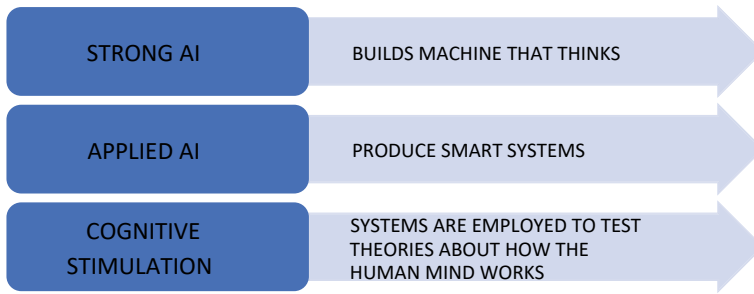 STRONG AI
BUILDS MACHINE THAT THINKS
APPLIED AI
PRODUCE SMART SYSTEMS
COGNITIVE
STIMULATION
SYSTEMS ARE EMPLOYED TO TEST
THEORIES ABOUT HOW THE
HUMAN MIND WORKS